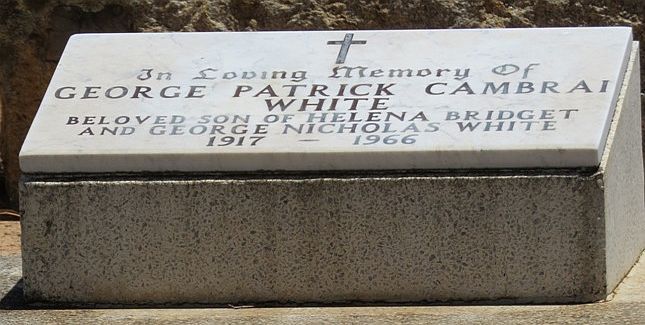 In Loving Memory Of
GEORGE PATRICK CAMBRAI
WHITE
BELOVED SON OF HELENA BRIDGET
AND GEORGE NICHOLAS WHITE
1917 — 1966